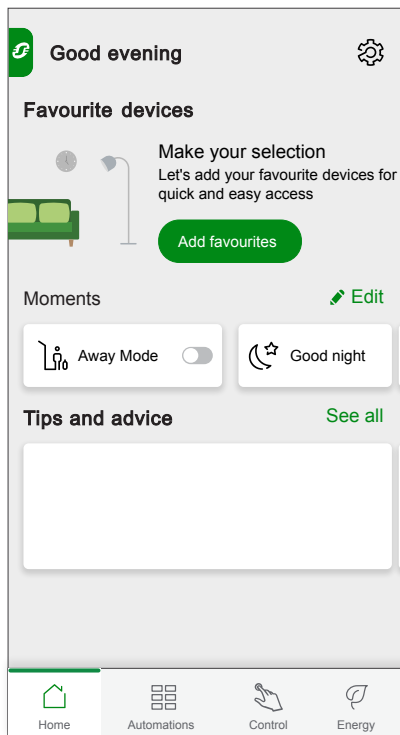 Good evening
Favourite devices
Make your selection
Let's add your favourite devices for
quick and easy access
Add favourites
Moments
Edit
Away Mode
Good night
Tips and advice
See all
Home
Automations
Control
Energy